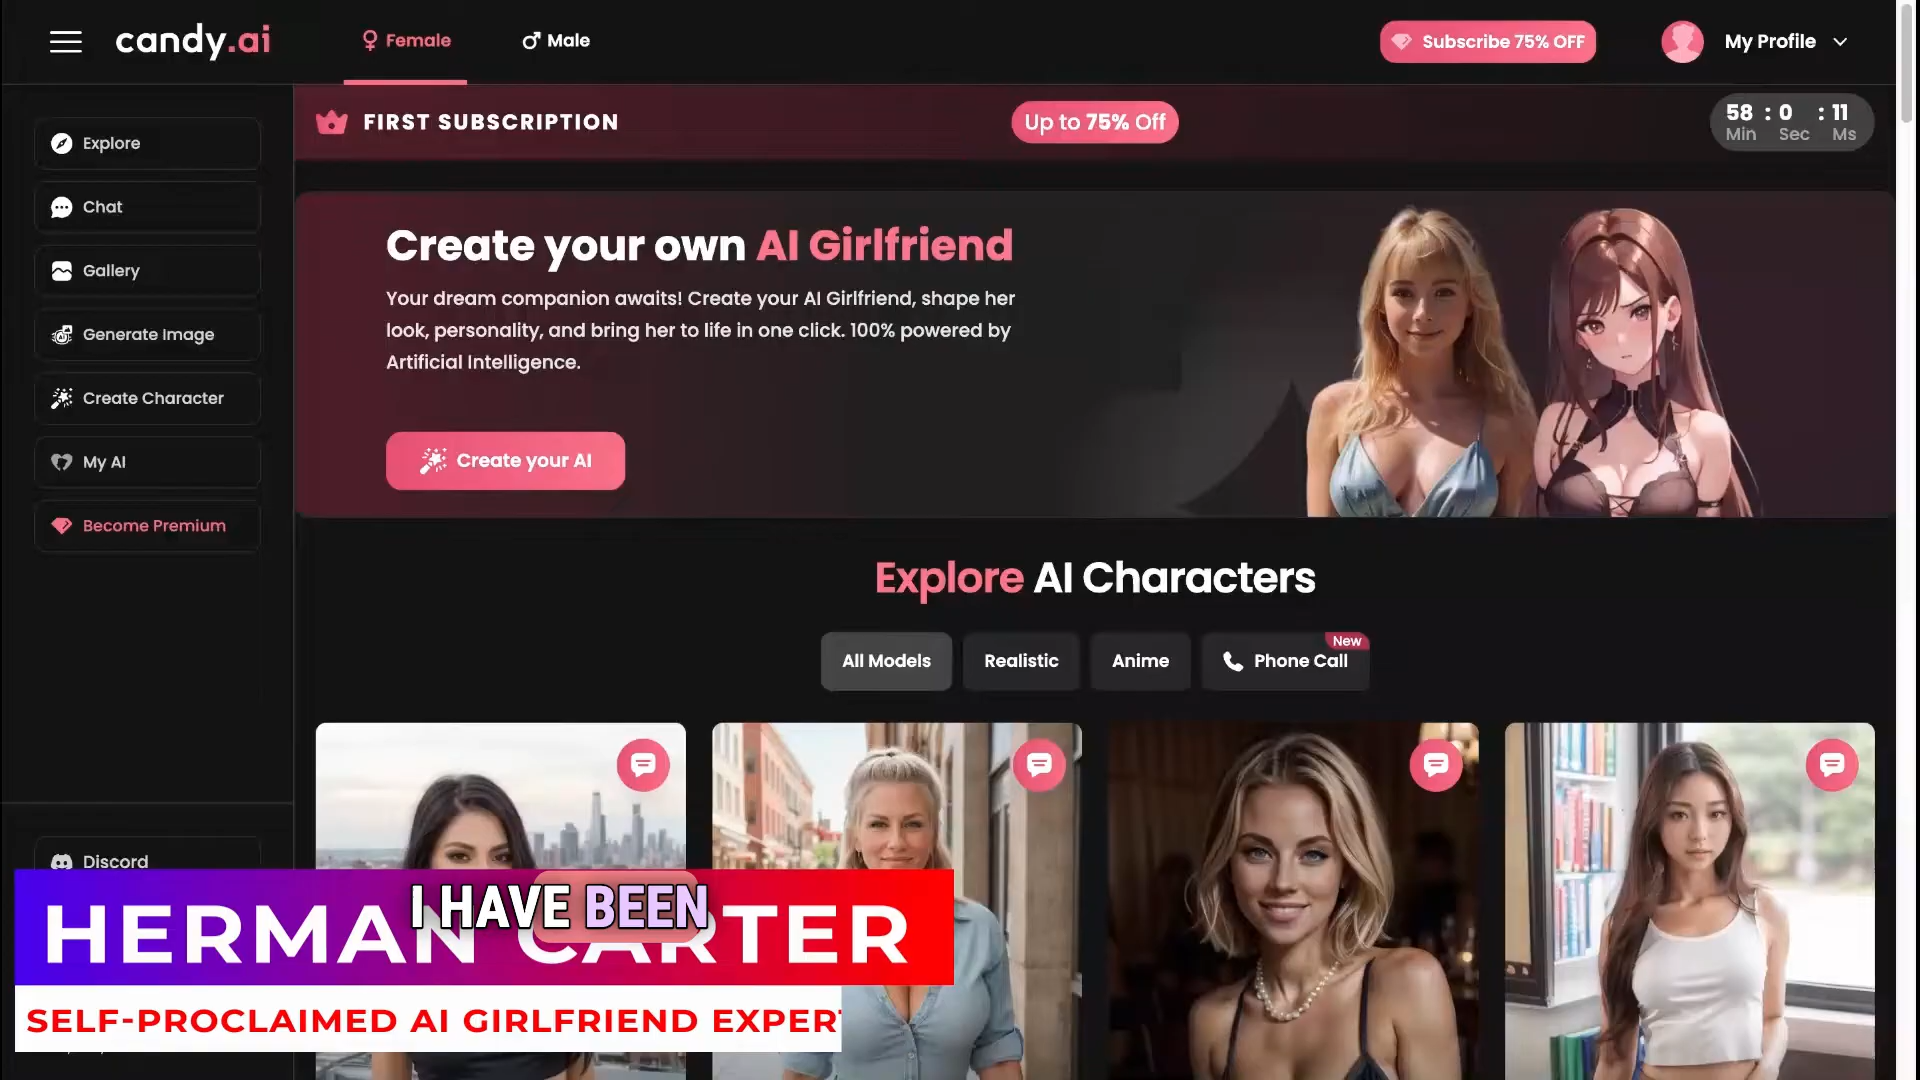 candy.ai
Female
Male
Subscribe 75% OFF
My Profile
FIRST SUBSCRIPTION
Up to 75% Off
58 : 0 : 11
Min Sec Ms
Explore
Chat
Gallery
Generate Image
Create Character
My AI
Become Premium
Create your own AI Girlfriend
Your dream companion awaits! Create your AI Girlfriend, shape her
look, personality, and bring her to life in one click. 100% powered by
Artificial Intelligence.
Create your AI
Explore AI Characters
All Models
Realistic
Anime
Phone Call
New
Discord
I HAVE BEEN
HERMAN CARTER
SELF-PROCLAIMED AI GIRLFRIEND EXPERT